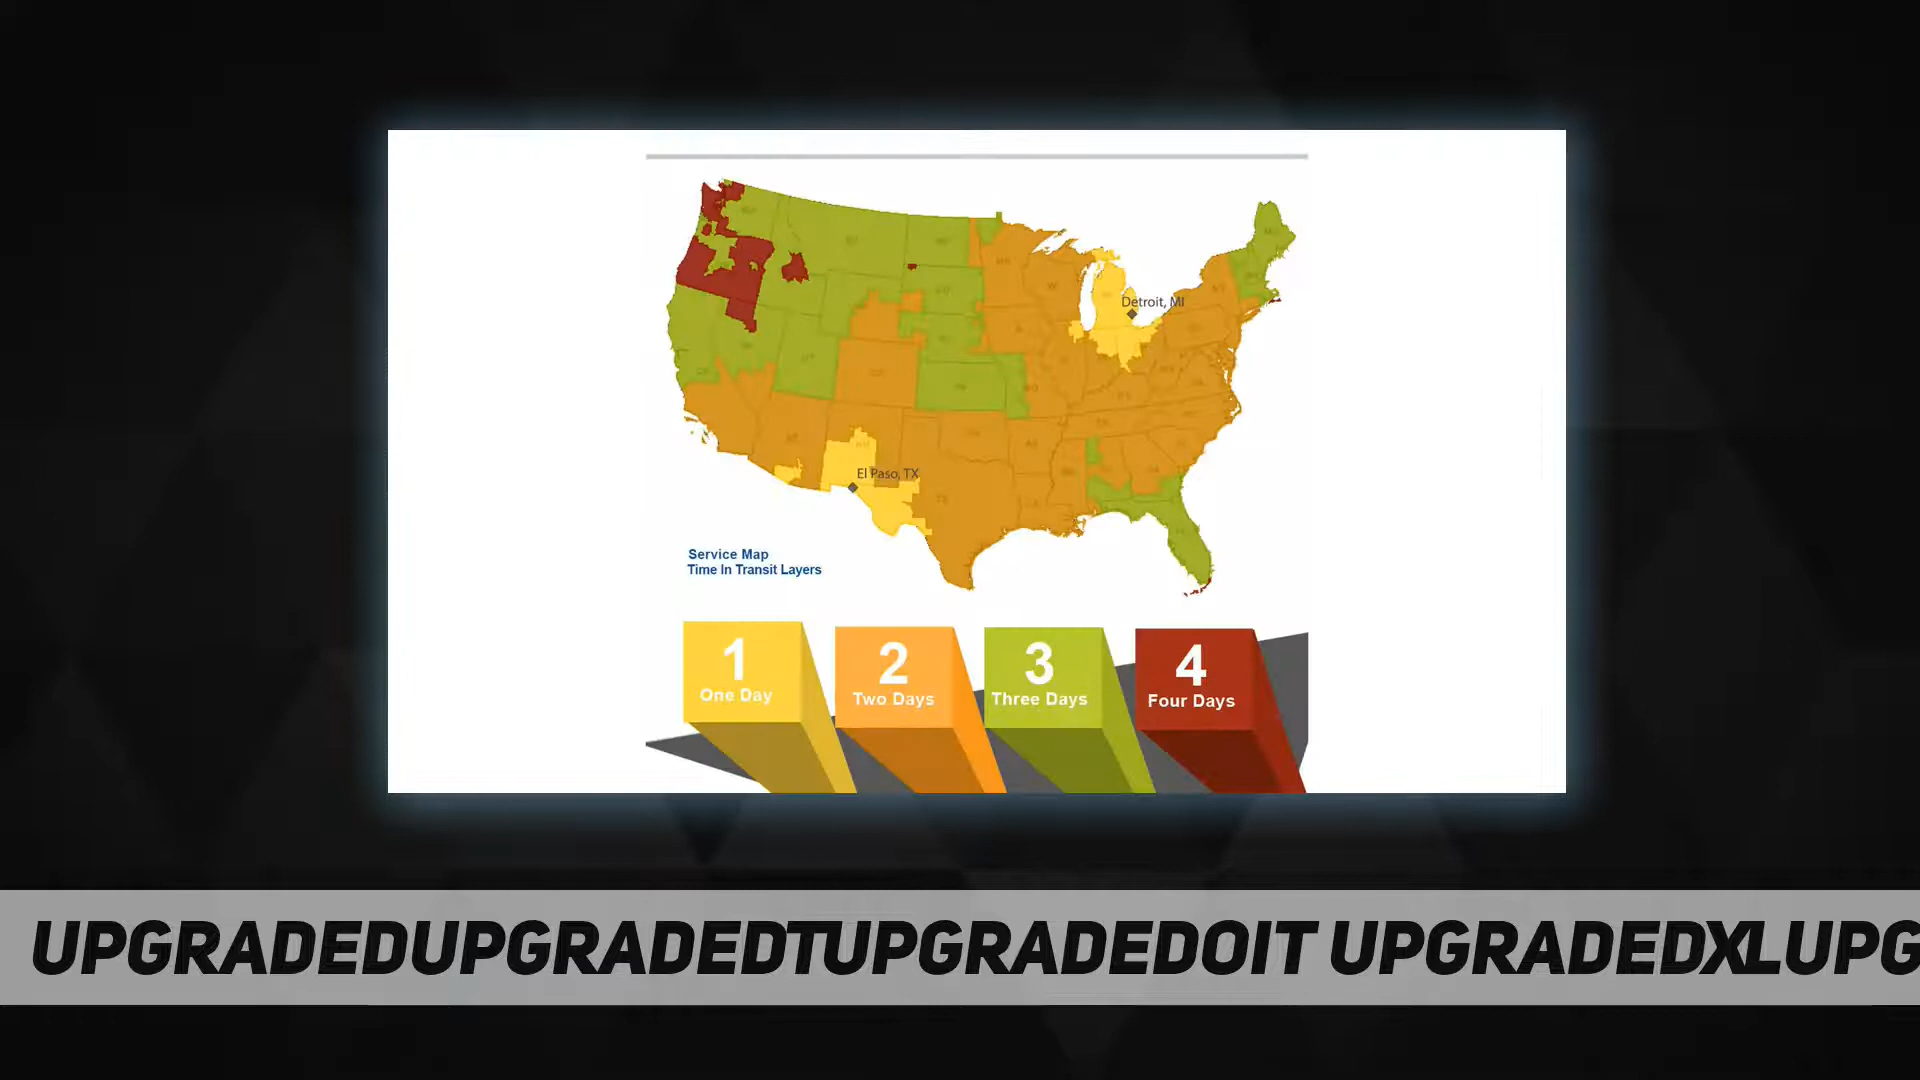 Detroit, MI
El Paso, TX
Service Map
Time In Transit Layers
1
One Day
2
Two Days
3
Three Days
4
Four Days
UPGRADEDUPGRADEDTUPGRADEDOIT UPGRADEDXLUPG